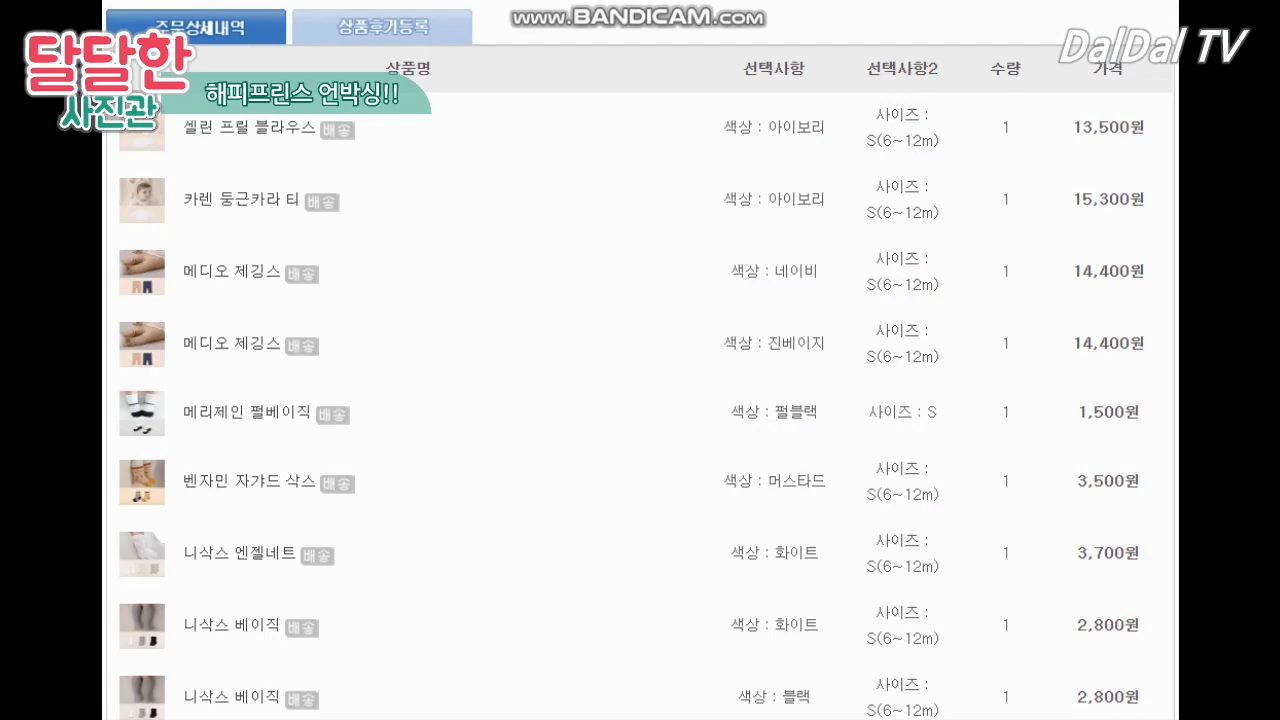 www.BANDICAM.com
DalDal TV
달달한
사진관
해피프린스 언박싱!!
주문상세내역 상품후기등록
상품명 선택사항 선택사항2 수량 가격
셀린 프릴 블라우스 배송 색상 : 아이보리 사이즈 : S(6~12m) 1 13,500원
카렌 둥근카라 티 배송 색상 : 아이보리 사이즈 : S(6~12m) 1 15,300원
메디오 제깅스 배송 색상 : 네이비 사이즈 : S(6~12m) 1 14,400원
메디오 제깅스 배송 색상 : 진베이지 사이즈 : S(6~12m) 1 14,400원
메리제인 펄베이직 배송 색상 : 펄블랙 사이즈 : S 1 1,500원
벤자민 자갸드 삭스 배송 색상 : 머스타드 사이즈 : S(6~12m) 1 3,500원
니삭스 엔젤네트 배송 색상 : 화이트 사이즈 : S(6~12m) 1 3,700원
니삭스 베이직 배송 색상 : 화이트 사이즈 : S(6~12m) 1 2,800원
니삭스 베이직 배송 색상 : 블랙 사이즈 : S(6~12m) 1 2,800원